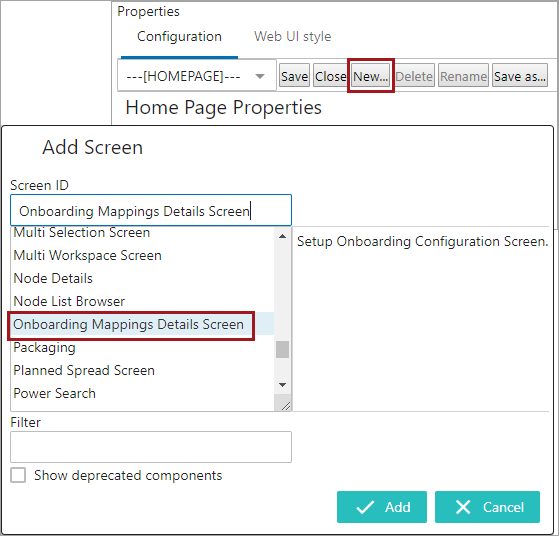 Properties
Configuration Web UI style
---[HOMEPAGE]--- Save Close New... Delete Rename Save as...
Home Page Properties
Add Screen
Screen ID
Onboarding Mappings Details Screen
Multi Selection Screen
Setup Onboarding Configuration Screen.
Multi Workspace Screen
Node Details
Node List Browser
Onboarding Mappings Details Screen
Packaging
Planned Spread Screen
Power Search
Filter
Show deprecated components
Add Cancel